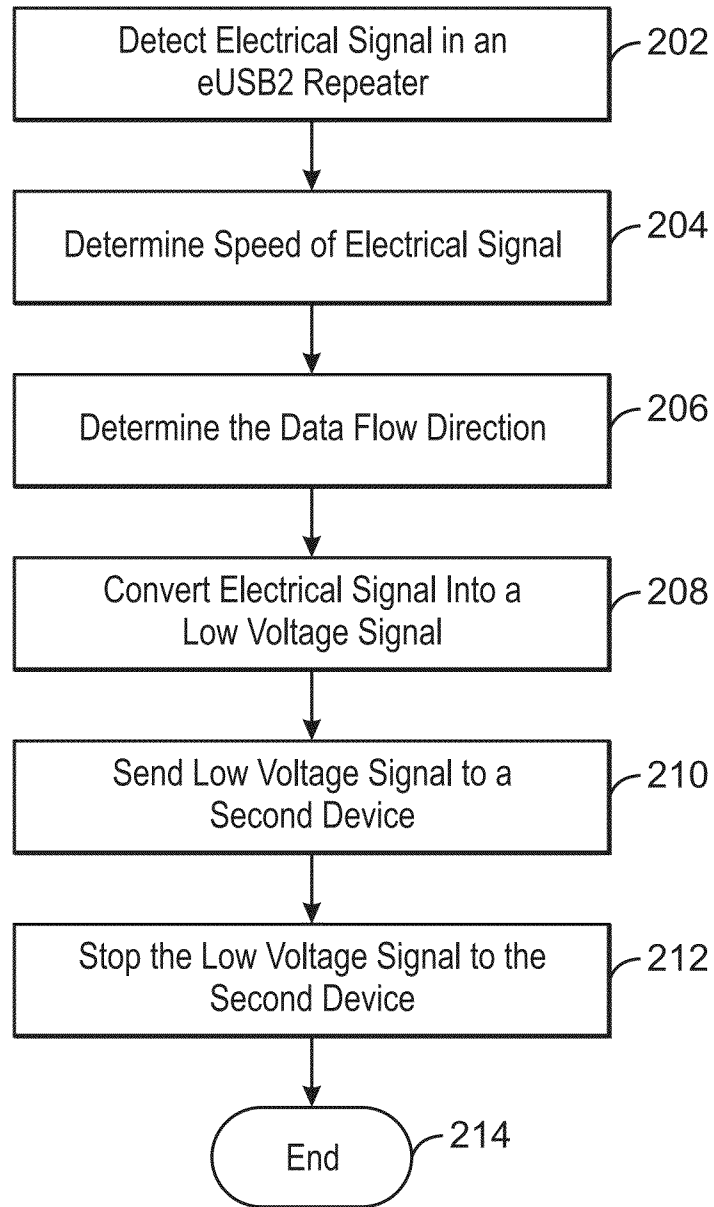 Detect Electrical Signal in an
eUSB2 Repeater
202
Determine Speed of Electrical Signal
204
Determine the Data Flow Direction
206
Convert Electrical Signal Into a
Low Voltage Signal
208
Send Low Voltage Signal to a
Second Device
210
Stop the Low Voltage Signal to the
Second Device
212
End
214